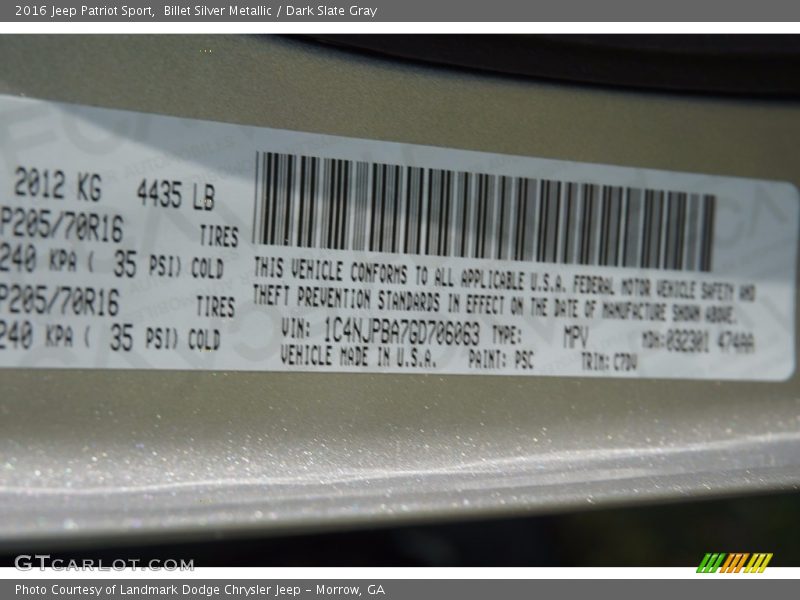 2016 Jeep Patriot Sport,  Billet Silver Metallic / Dark Slate Gray
2012 KG 4435 LB
P205/70R16 TIRES
240 KPA ( 35 PSI) COLD
P205/70R16 TIRES
240 KPA ( 35 PSI) COLD
THIS VEHICLE CONFORMS TO ALL APPLICABLE U.S.A. FEDERAL MOTOR VEHICLE SAFETY AND
THEFT PREVENTION STANDARDS IN EFFECT ON THE DATE OF MANUFACTURE SHOWN ABOVE.
VIN: 1C4NJPBA7GD706063 TYPE: MPV MDH:032301 474AA
VEHICLE MADE IN U.S.A. PAINT: PSC TRIM: C7DV
GTCARLOT.COM
Photo Courtesy of Landmark Dodge Chrysler Jeep – Morrow, GA